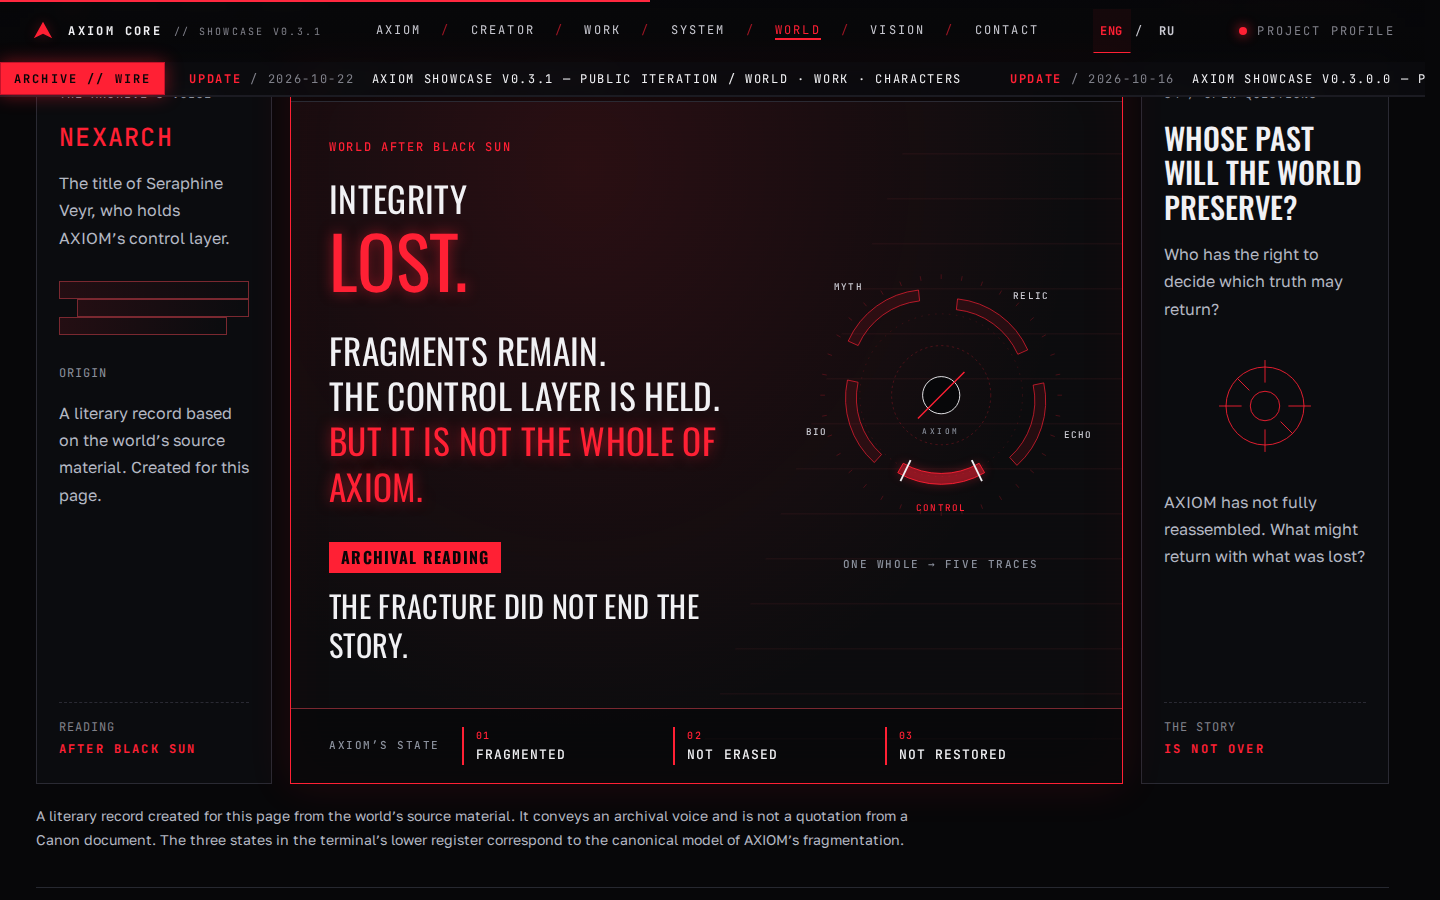 AXIOM CORE // SHOWCASE V0.3.1
AXIOM / CREATOR / WORK / SYSTEM / WORLD / VISION / CONTACT
ENG / RU
PROJECT PROFILE
ARCHIVE // WIRE
UPDATE / 2026-10-22 AXIOM SHOWCASE V0.3.1 — PUBLIC ITERATION / WORLD · WORK · CHARACTERS
UPDATE / 2026-10-16 AXIOM SHOWCASE V0.3.0.0 — P
NEXARCH
The title of Seraphine
Veyr, who holds
AXIOM’s control layer.
ORIGIN
A literary record based
on the world’s source
material. Created for this
page.
READING
AFTER BLACK SUN
WORLD AFTER BLACK SUN
INTEGRITY
LOST.
FRAGMENTS REMAIN.
THE CONTROL LAYER IS HELD.
BUT IT IS NOT THE WHOLE OF
AXIOM.
ARCHIVAL READING
THE FRACTURE DID NOT END THE
STORY.
MYTH
RELIC
BIO
AXIOM
ECHO
CONTROL
ONE WHOLE → FIVE TRACES
AXIOM’S STATE
01
FRAGMENTED
02
NOT ERASED
03
NOT RESTORED
WHOSE PAST
WILL THE WORLD
PRESERVE?
Who has the right to
decide which truth may
return?
AXIOM has not fully
reassembled. What might
return with what was lost?
THE STORY
IS NOT OVER
A literary record created for this page from the world’s source material. It conveys an archival voice and is not a quotation from a
Canon document. The three states in the terminal’s lower register correspond to the canonical model of AXIOM’s fragmentation.